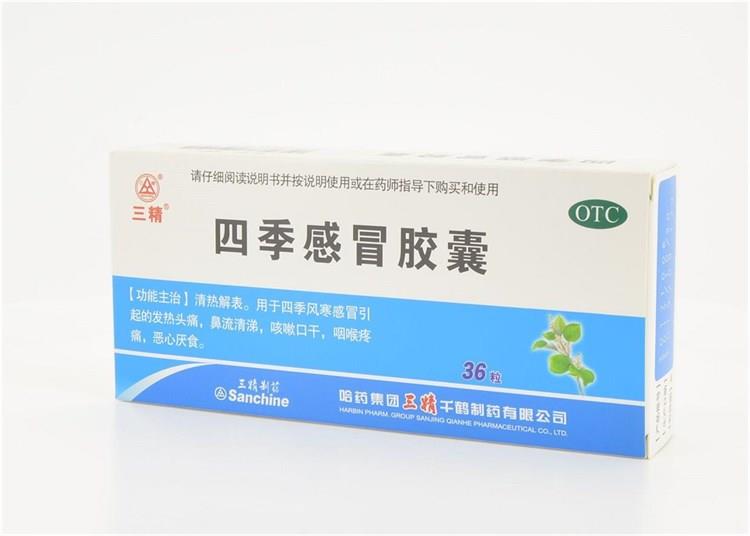 请仔细阅读说明书并按说明使用或在药师指导下购买和使用
三精®
OTC
四季感冒胶囊
【功能主治】清热解表。用于四季风寒感冒引
起的发热头痛，鼻流清涕，咳嗽口干，咽喉疼
痛，恶心厌食。
36粒
三精制药
Sanchine
哈药集团三精千鹤制药有限公司
HARBIN PHARM. GROUP SANJING QIANHE PHARMACEUTICAL CO., LTD.